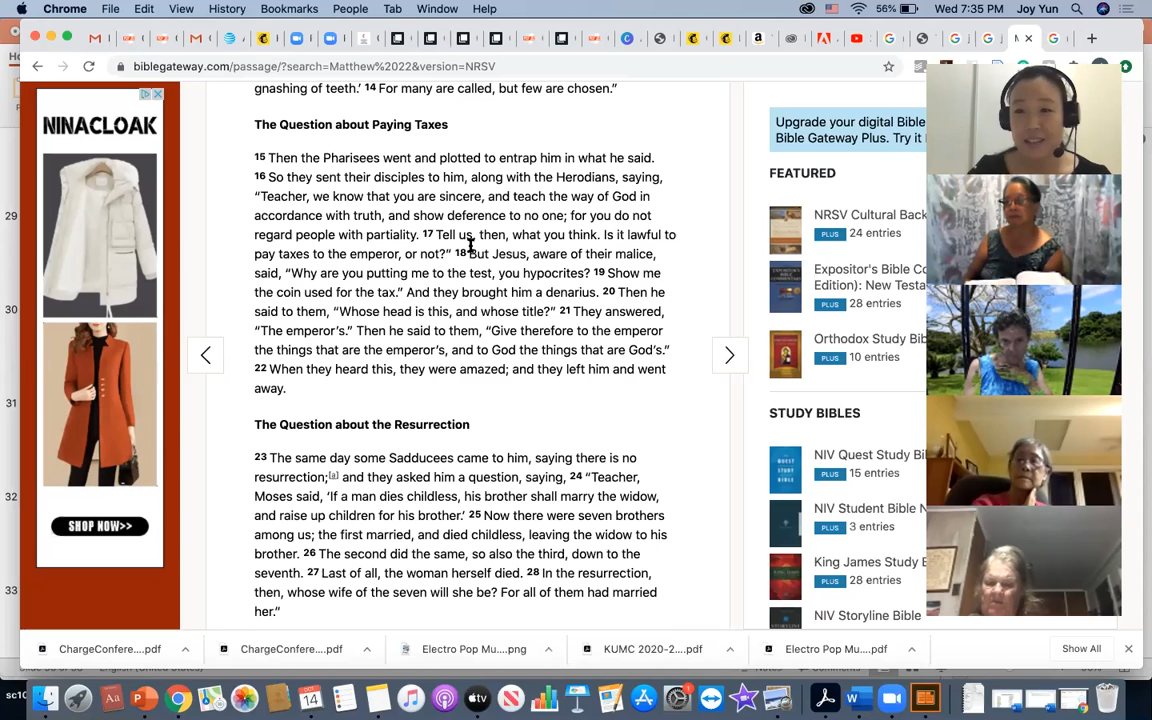 Chrome File Edit View History Bookmarks People Tab Window Help
56% Wed 7:35 PM Joy Yun
biblegateway.com/passage/?search=Matthew%2022&version=NRSV
NINACLOAK
SHOP NOW>>
29
30
31
32
33
gnashing of teeth.’ 14 For many are called, but few are chosen.”
The Question about Paying Taxes
15 Then the Pharisees went and plotted to entrap him in what he said.
16 So they sent their disciples to him, along with the Herodians, saying,
“Teacher, we know that you are sincere, and teach the way of God in
accordance with truth, and show deference to no one; for you do not
regard people with partiality. 17 Tell us, then, what you think. Is it lawful to
pay taxes to the emperor, or not?” 18 But Jesus, aware of their malice,
said, “Why are you putting me to the test, you hypocrites? 19 Show me
the coin used for the tax.” And they brought him a denarius. 20 Then he
said to them, “Whose head is this, and whose title?” 21 They answered,
“The emperor’s.” Then he said to them, “Give therefore to the emperor
the things that are the emperor’s, and to God the things that are God’s.”
22 When they heard this, they were amazed; and they left him and went
away.
The Question about the Resurrection
23 The same day some Sadducees came to him, saying there is no
resurrection;[a] and they asked him a question, saying, 24 “Teacher,
Moses said, ‘If a man dies childless, his brother shall marry the widow,
and raise up children for his brother.’ 25 Now there were seven brothers
among us; the first married, and died childless, leaving the widow to his
brother. 26 The second did the same, so also the third, down to the
seventh. 27 Last of all, the woman herself died. 28 In the resurrection,
then, whose wife of the seven will she be? For all of them had married
her.”
Upgrade your digital Bible
Bible Gateway Plus. Try it
FEATURED
NRSV Cultural Back
PLUS 24 entries
Expositor's Bible Co
Edition): New Testa
PLUS 28 entries
Orthodox Study Bib
PLUS 10 entries
STUDY BIBLES
NIV Quest Study Bi
PLUS 15 entries
NIV Student Bible N
PLUS 3 entries
King James Study B
PLUS 28 entries
NIV Storyline Bible
ChargeConfere....pdf
ChargeConfere....pdf
Electro Pop Mu....png
KUMC 2020-2....pdf
Electro Pop Mu....pdf
Show All
English (United States)
sc10
OCT
14